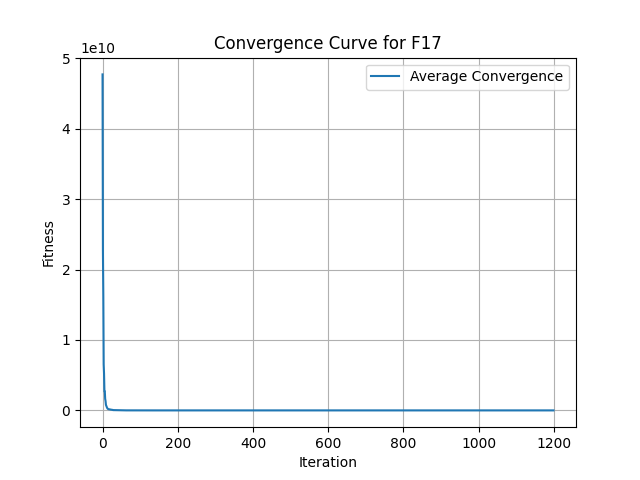 Convergence Curve for F17
1e10
Average Convergence
5
4
3
2
1
0
Fitness
0 200 400 600 800 1000 1200
Iteration